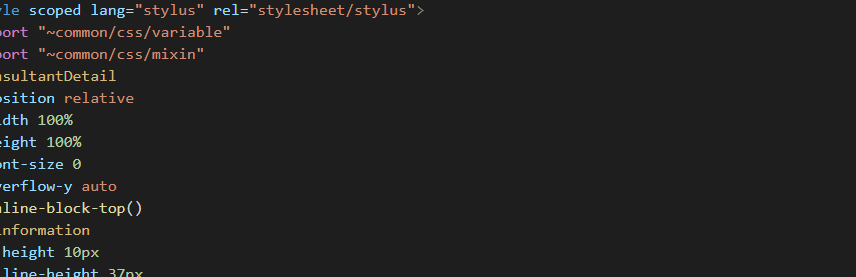 yle scoped lang="stylus" rel="stylesheet/stylus">
port "~common/css/variable"
port "~common/css/mixin"
nsultantDetail
osition relative
idth 100%
eight 100%
ont-size 0
verflow-y auto
nline-block-top()
information
height 10px
line-height 37px